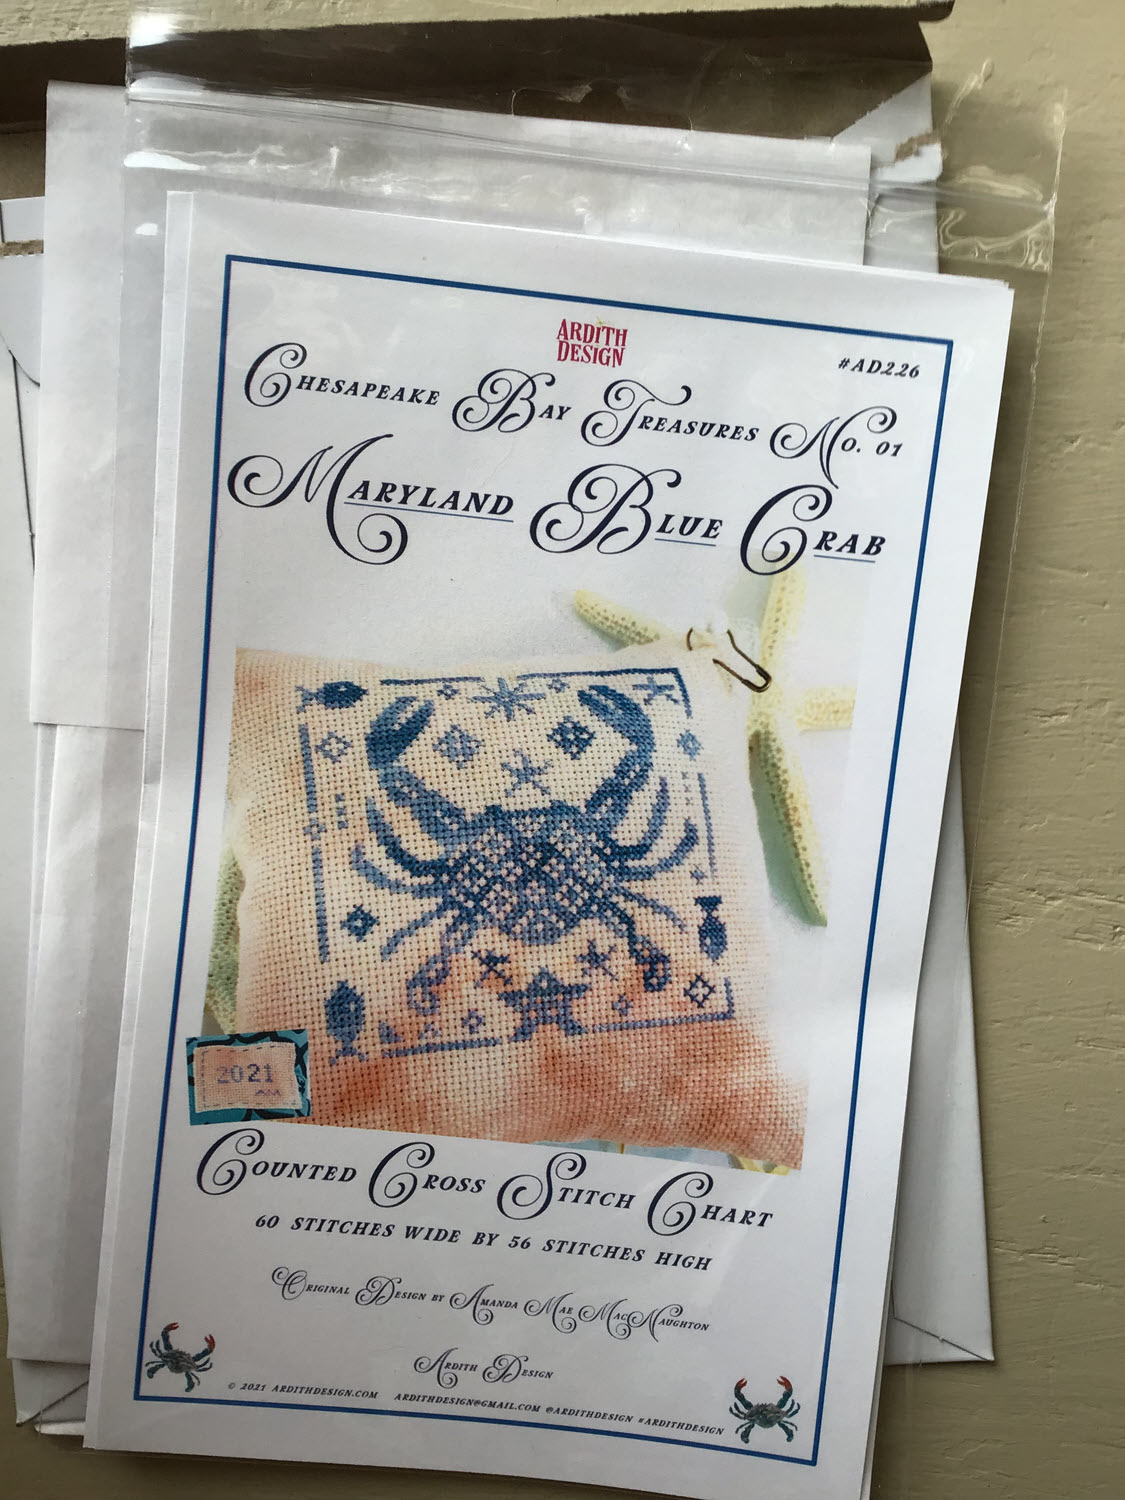 ARDITH
DESIGN
#AD226
CHESAPEAKE BAY TREASURES NO. 01
MARYLAND BLUE CRAB
2021
COUNTED CROSS STITCH CHART
60 STITCHES WIDE BY 56 STITCHES HIGH
ORIGINAL DESIGN BY AMANDA MAE MACNAUGHTON
ARDITH DESIGN
© 2021 ARDITHDESIGN.COM ARDITHDESIGN@GMAIL.COM @ARDITHDESIGN #ARDITHDESIGN